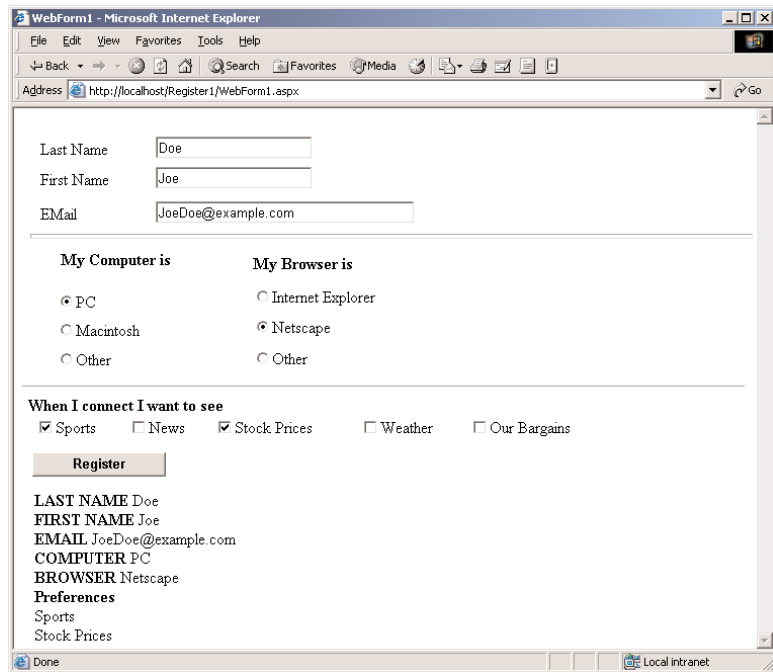 WebForm1 - Microsoft Internet Explorer
File Edit View Favorites Tools Help
Back Search Favorites Media
Address http://localhost/Register1/WebForm1.aspx Go
Last Name Doe
First Name Joe
EMail JoeDoe@example.com
My Computer is My Browser is
PC Internet Explorer
Macintosh Netscape
Other Other
When I connect I want to see
Sports News Stock Prices Weather Our Bargains
Register
LAST NAME Doe
FIRST NAME Joe
EMAIL JoeDoe@example.com
COMPUTER PC
BROWSER Netscape
Preferences
Sports
Stock Prices
Done Local intranet